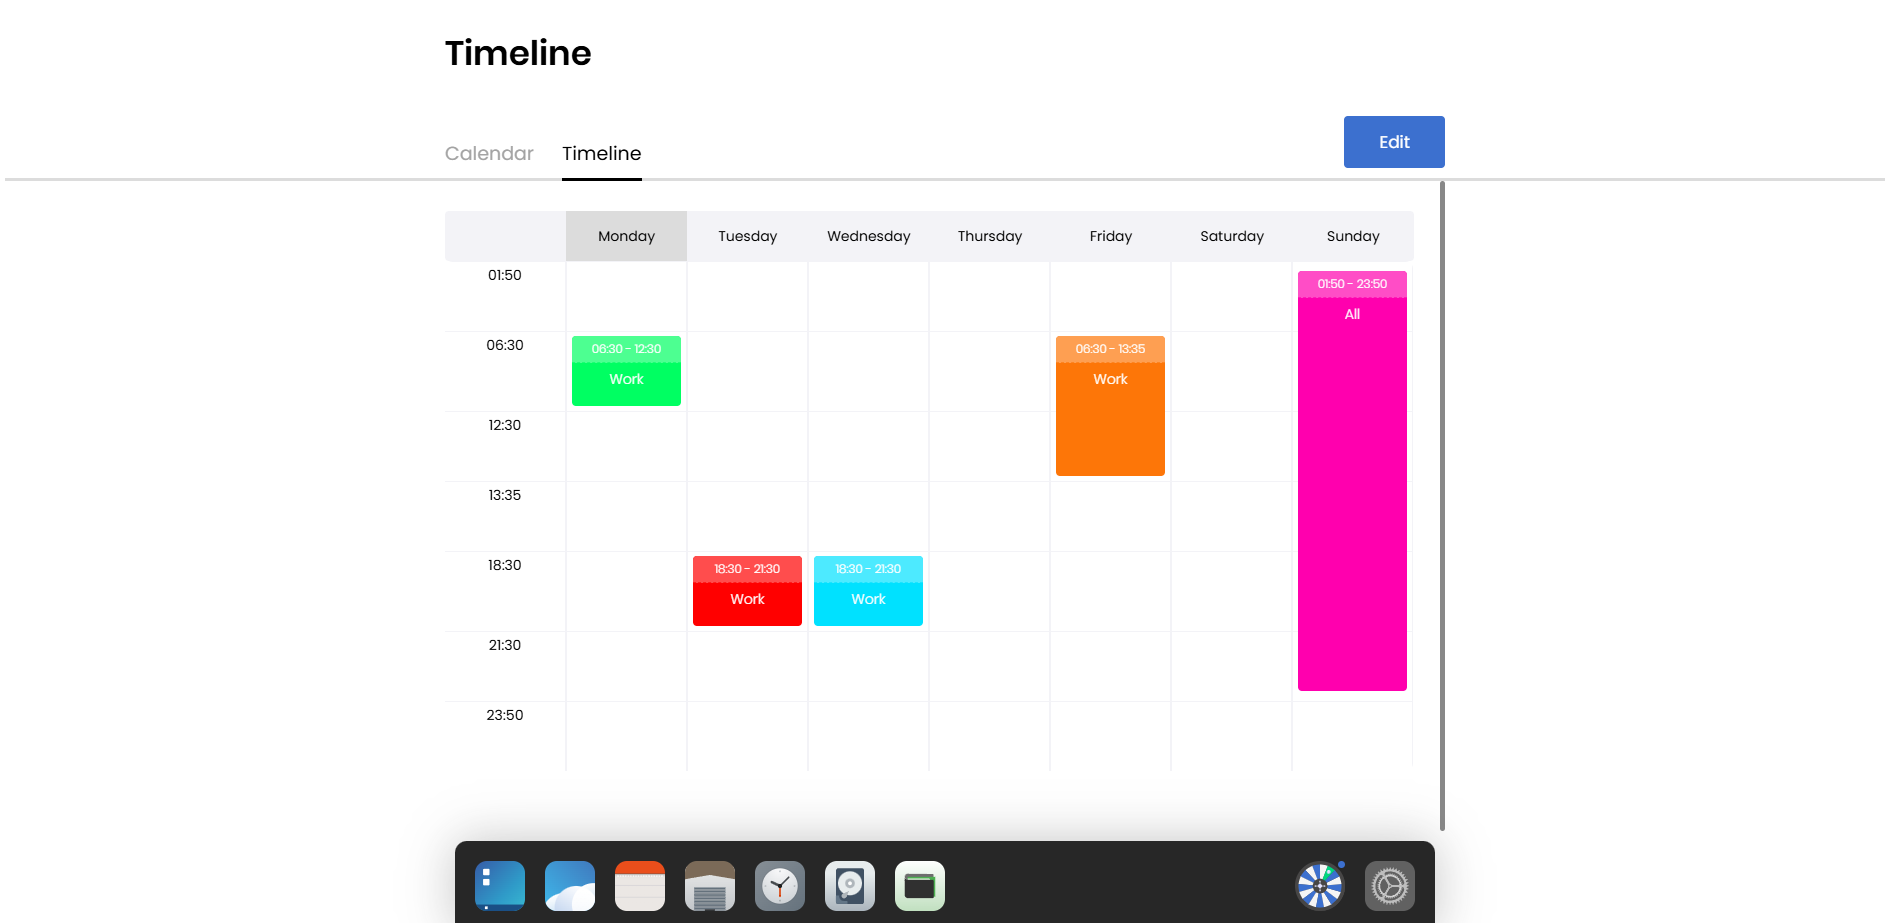 Timeline
Calendar Timeline Edit
Monday Tuesday Wednesday Thursday Friday Saturday Sunday
01:50
01:50 - 23:50
All
06:30
06:30 - 12:30
Work
06:30 - 13:35
Work
12:30
13:35
18:30
18:30 - 21:30
Work
18:30 - 21:30
Work
21:30
23:50